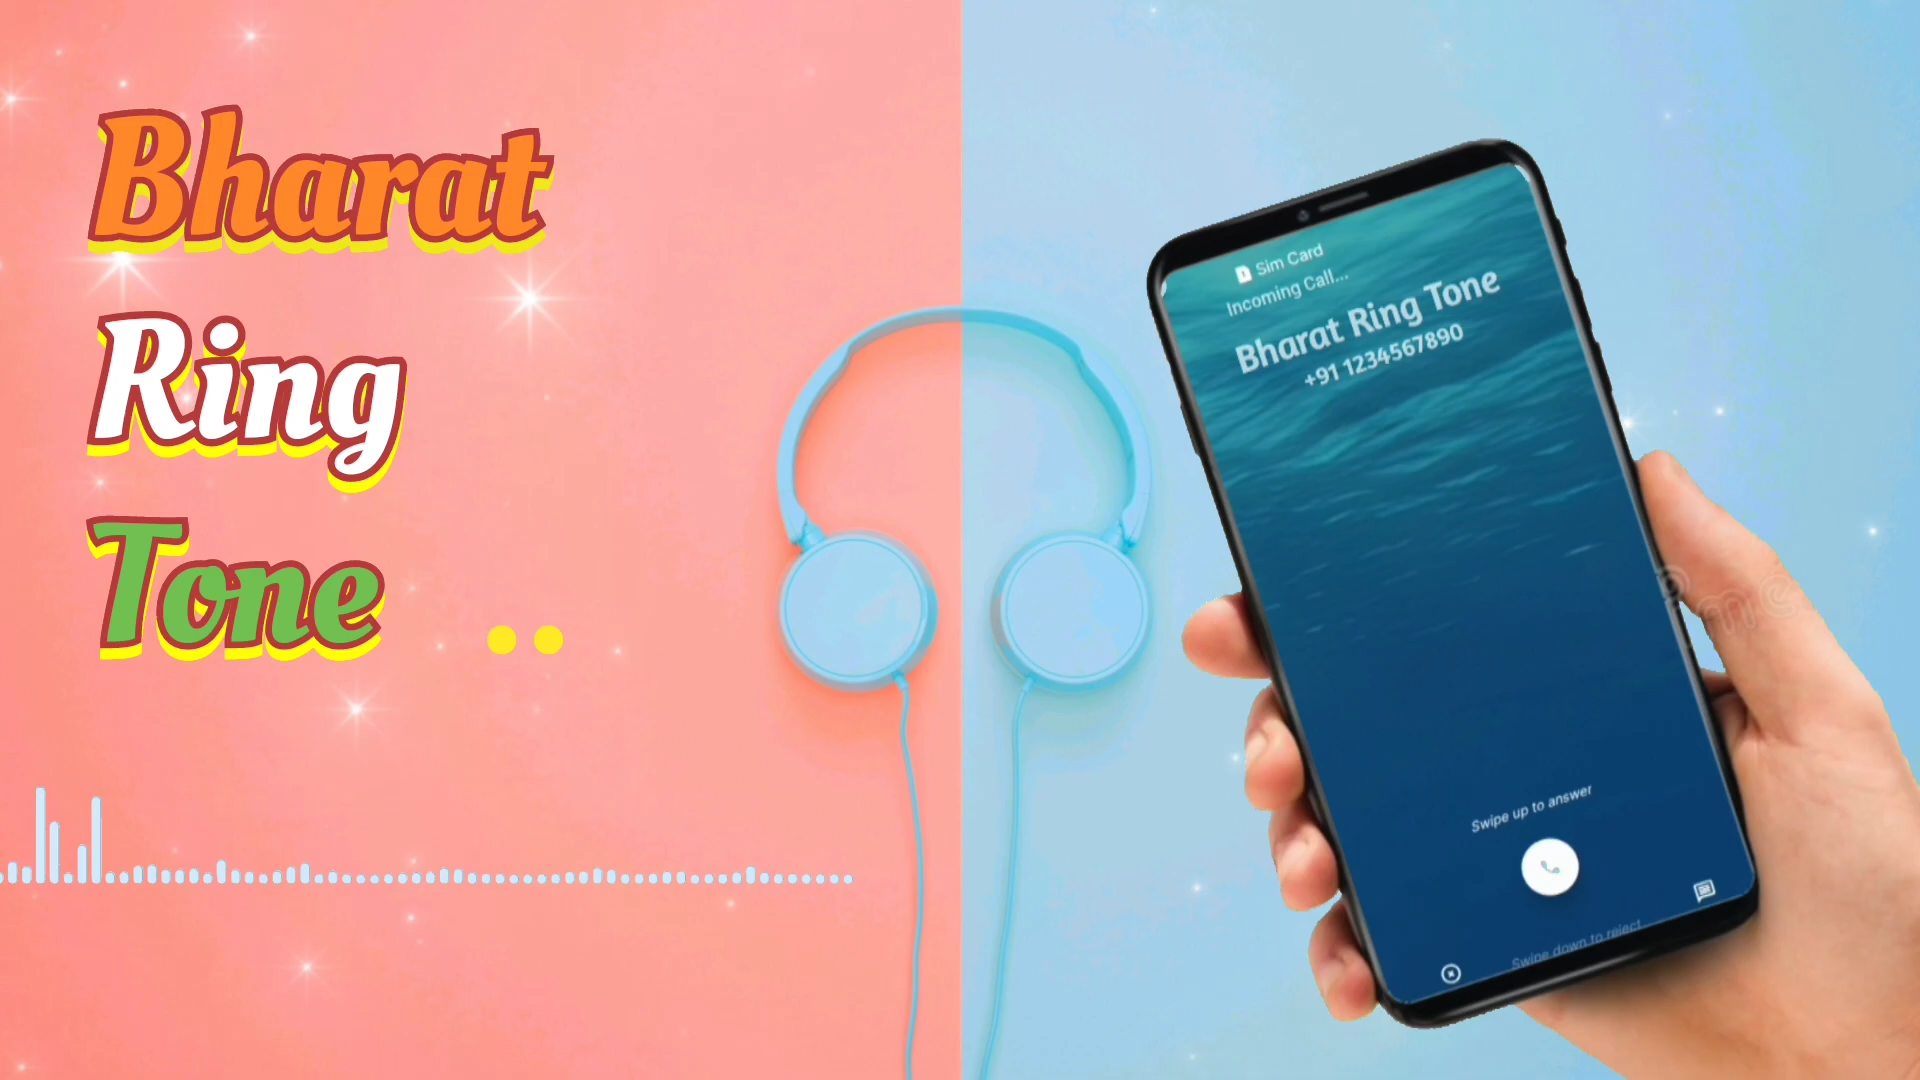 Bharat
Ring
Tone
Sim Card
Incoming Call...
Bharat Ring Tone
+91 1234567890
Swipe up to answer
Swipe down to reject